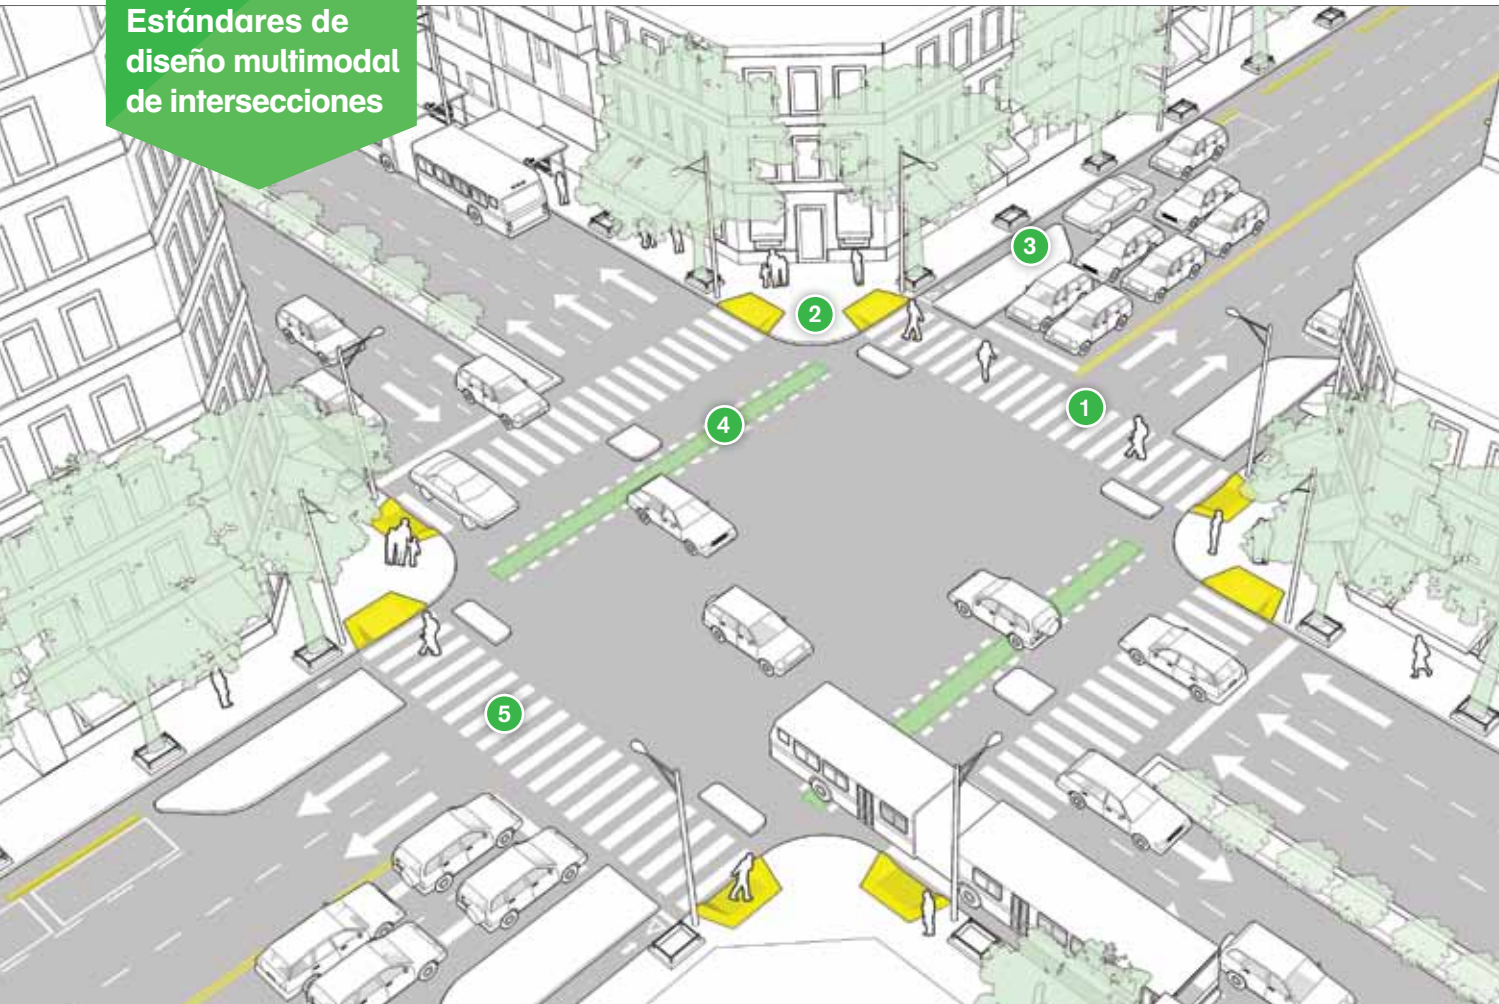 Estándares de
diseño multimodal
de intersecciones
3
2
1
4
5